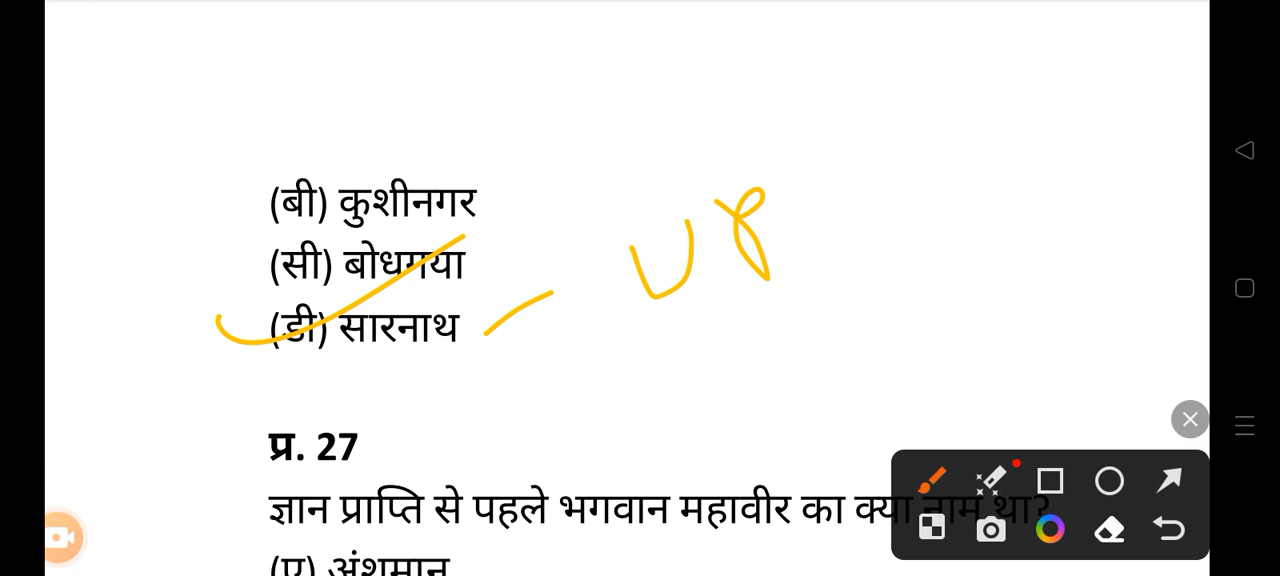 (बी) कुशीनगर
(सी) बोधगया
(डी) सारनाथ
UP
प्र. 27
ज्ञान प्राप्ति से पहले भगवान महावीर का क्या नाम था?
(ए) अंशुमान